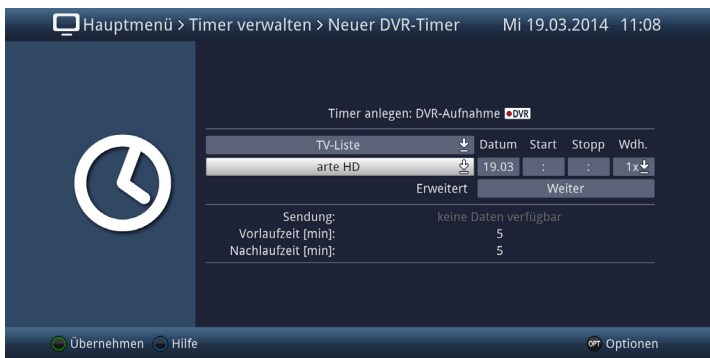 Hauptmenü > Timer verwalten > Neuer DVR-Timer Mi 19.03.2014 11:08
Timer anlegen: DVR-Aufnahme DVR
TV-Liste Datum Start Stopp Wdh.
arte HD 19.03 : : 1x
Erweitert Weiter
Sendung: keine Daten verfügbar
Vorlaufzeit [min]: 5
Nachlaufzeit [min]: 5
Übernehmen Hilfe OPT Optionen